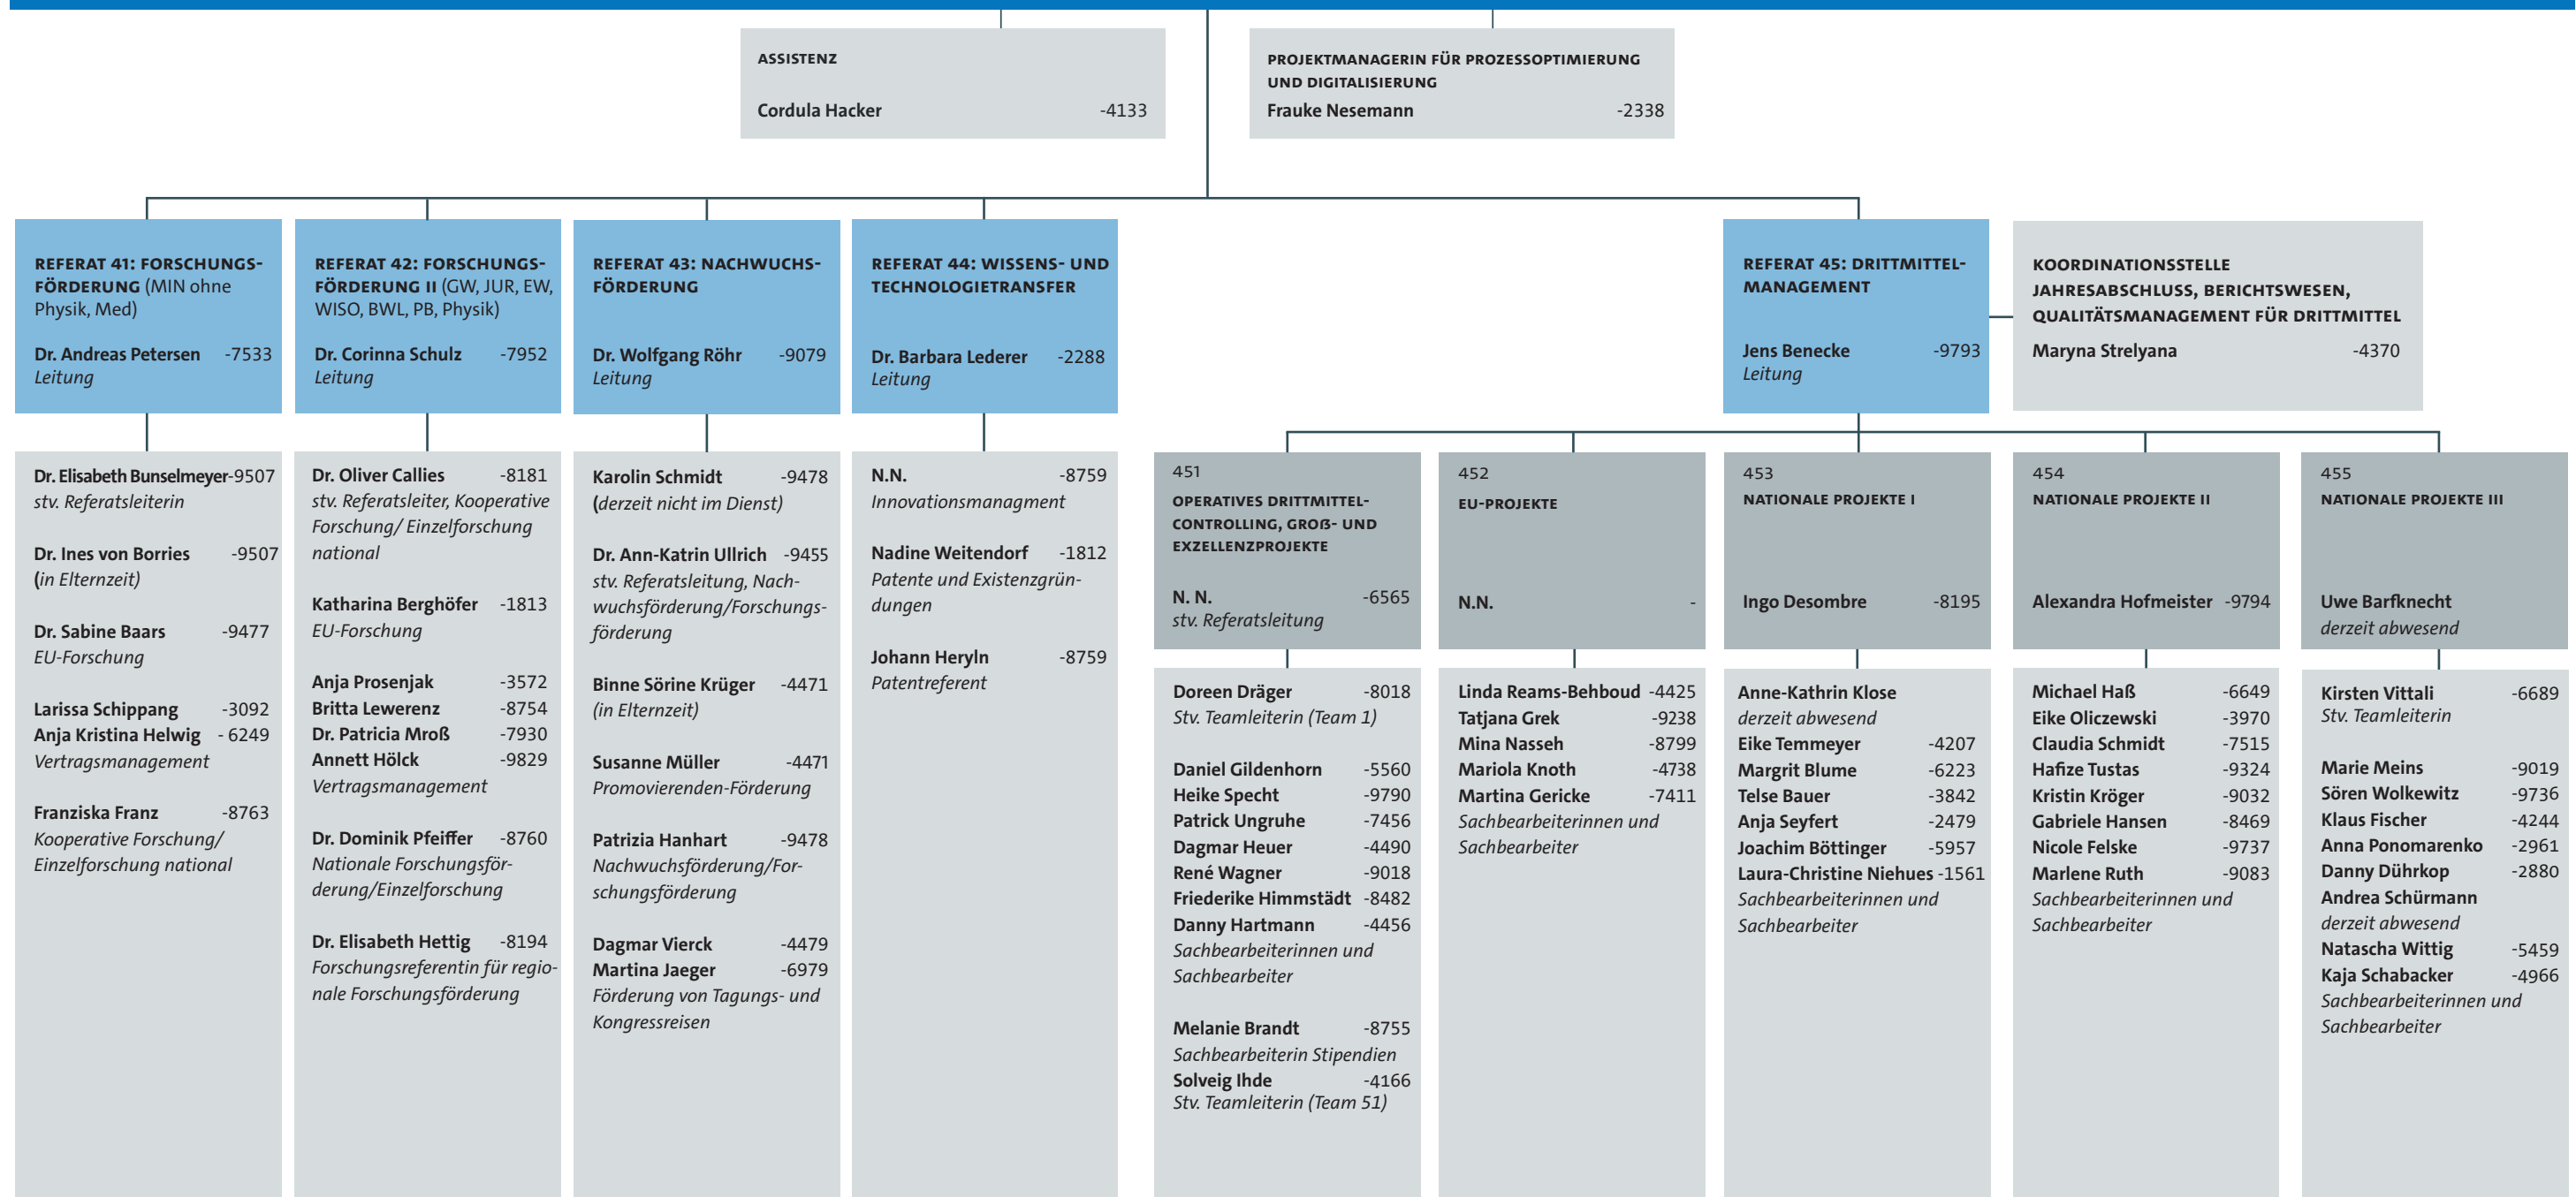 ASSISTENZ
Cordula Hacker -4133
PROJEKTMANAGERIN FÜR PROZESSOPTIMIERUNG
UND DIGITALISIERUNG
Frauke Nesemann -2338
REFERAT 41: FORSCHUNGS-
FÖRDERUNG (MIN ohne
Physik, Med)
Dr. Andreas Petersen -7533
Leitung
REFERAT 42: FORSCHUNGS-
FÖRDERUNG II (GW, JUR, EW,
WISO, BWL, PB, Physik)
Dr. Corinna Schulz -7952
Leitung
REFERAT 43: NACHWUCHS-
FÖRDERUNG
Dr. Wolfgang Röhr -9079
Leitung
REFERAT 44: WISSENS- UND
TECHNOLOGIETRANSFER
Dr. Barbara Lederer -2288
Leitung
REFERAT 45: DRITTMITTEL-
MANAGEMENT
Jens Benecke -9793
Leitung
KOORDINATIONSSTELLE
JAHRESABSCHLUSS, BERICHTSWESEN,
QUALITÄTSMANAGEMENT FÜR DRITTMITTEL
Maryna Strelyana -4370
Dr. Elisabeth Bunselmeyer-9507
stv. Referatsleiterin
Dr. Ines von Borries -9507
(in Elternzeit)
Dr. Sabine Baars -9477
EU-Forschung
Larissa Schippang -3092
Anja Kristina Helwig - 6249
Vertragsmanagement
Franziska Franz -8763
Kooperative Forschung/
Einzelforschung national
Dr. Oliver Callies -8181
stv. Referatsleiter, Kooperative
Forschung/ Einzelforschung
national
Katharina Berghöfer -1813
EU-Forschung
Anja Prosenjak -3572
Britta Lewerenz -8754
Dr. Patricia Mroß -7930
Annett Hölck -9829
Vertragsmanagement
Dr. Dominik Pfeiffer -8760
Nationale Forschungsför-
derung/Einzelforschung
Dr. Elisabeth Hettig -8194
Forschungsreferentin für regio-
nale Forschungsförderung
Karolin Schmidt -9478
(derzeit nicht im Dienst)
Dr. Ann-Katrin Ullrich -9455
stv. Referatsleitung, Nach-
wuchsförderung/Forschungs-
förderung
Binne Sörine Krüger -4471
(in Elternzeit)
Susanne Müller -4471
Promovierenden-Förderung
Patrizia Hanhart -9478
Nachwuchsförderung/For-
schungsförderung
Dagmar Vierck -4479
Martina Jaeger -6979
Förderung von Tagungs- und
Kongressreisen
N.N. -8759
Innovationsmanagment
Nadine Weitendorf -1812
Patente und Existenzgrün-
dungen
Johann Heryln -8759
Patentreferent
451
OPERATIVES DRITTMITTEL-
CONTROLLING, GROß- UND
EXZELLENZPROJEKTE
N. N. -6565
stv. Referatsleitung
Doreen Dräger -8018
Stv. Teamleiterin (Team 1)
Daniel Gildenhorn -5560
Heike Specht -9790
Patrick Ungruhe -7456
Dagmar Heuer -4490
René Wagner -9018
Friederike Himmstädt -8482
Danny Hartmann -4456
Sachbearbeiterinnen und
Sachbearbeiter
Melanie Brandt -8755
Sachbearbeiterin Stipendien
Solveig Ihde -4166
Stv. Teamleiterin (Team 51)
452
EU-PROJEKTE
N.N. -
Linda Reams-Behboud -4425
Tatjana Grek -9238
Mina Nasseh -8799
Mariola Knoth -4738
Martina Gericke -7411
Sachbearbeiterinnen und
Sachbearbeiter
453
NATIONALE PROJEKTE I
Ingo Desombre -8195
Anne-Kathrin Klose
derzeit abwesend
Eike Temmeyer -4207
Margrit Blume -6223
Telse Bauer -3842
Anja Seyfert -2479
Joachim Böttinger -5957
Laura-Christine Niehues -1561
Sachbearbeiterinnen und
Sachbearbeiter
454
NATIONALE PROJEKTE II
Alexandra Hofmeister -9794
Michael Haß -6649
Eike Oliczewski -3970
Claudia Schmidt -7515
Hafize Tustas -9324
Kristin Kröger -9032
Gabriele Hansen -8469
Nicole Felske -9737
Marlene Ruth -9083
Sachbearbeiterinnen und
Sachbearbeiter
455
NATIONALE PROJEKTE III
Uwe Barfknecht
derzeit abwesend
Kirsten Vittali -6689
Stv. Teamleiterin
Marie Meins -9019
Sören Wolkewitz -9736
Klaus Fischer -4244
Anna Ponomarenko -2961
Danny Dührkop -2880
Andrea Schürmann
derzeit abwesend
Natascha Wittig -5459
Kaja Schabacker -4966
Sachbearbeiterinnen und
Sachbearbeiter